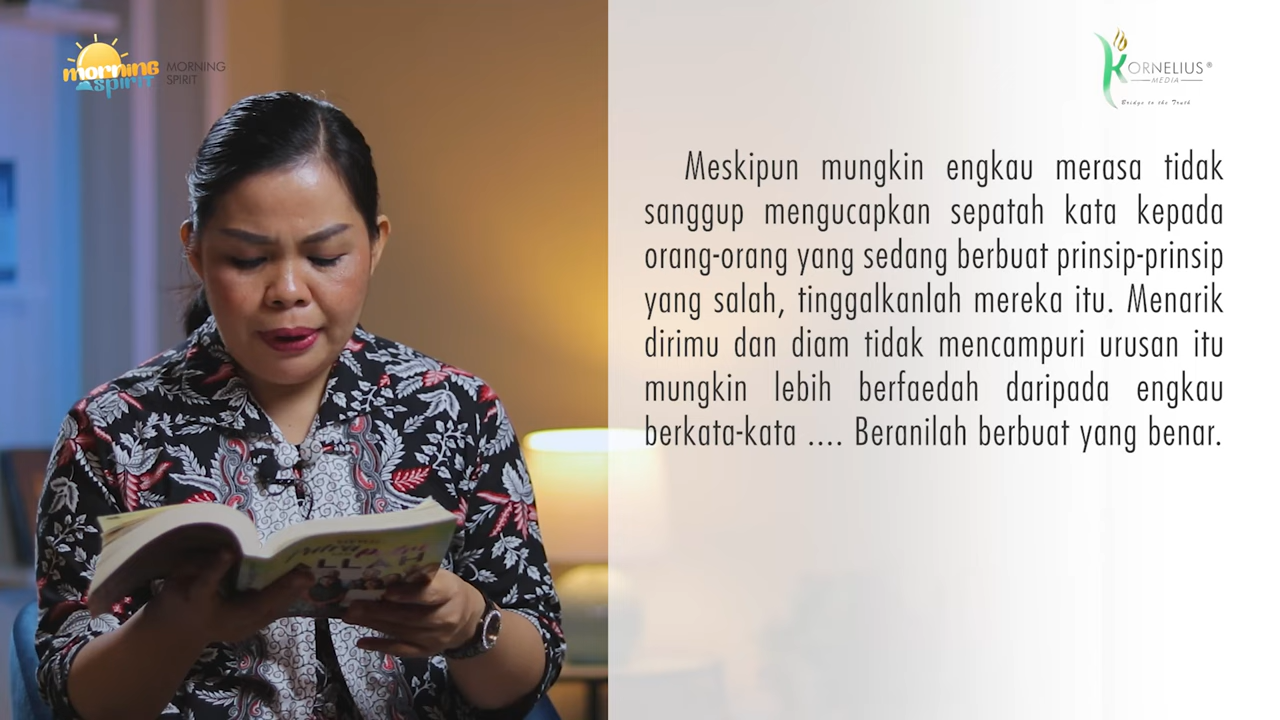 morning
spirit
MORNING
SPIRIT
KORNELIUS®
MEDIA
Bridge to the Truth
Meskipun mungkin engkau merasa tidak
sanggup mengucapkan sepatah kata kepada
orang-orang yang sedang berbuat prinsip-prinsip
yang salah, tinggalkanlah mereka itu. Menarik
dirimu dan diam tidak mencampuri urusan itu
mungkin lebih berfaedah daripada engkau
berkata-kata .... Beranilah berbuat yang benar.
ALLAH